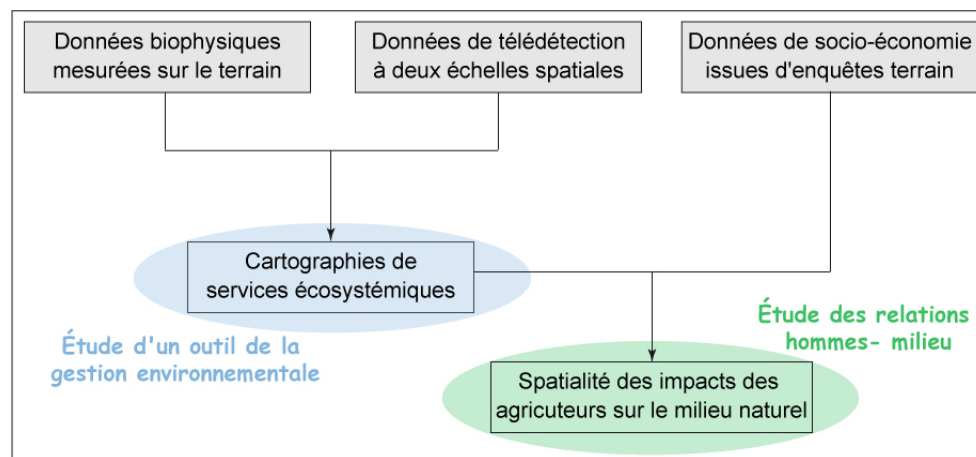 Données biophysiques
mesurées sur le terrain
Données de télédétection
à deux échelles spatiales
Données de socio-économie
issues d'enquêtes terrain
Cartographies de
services écosystémiques
Étude d'un outil de la
gestion environnementale
Étude des relations
hommes- milieu
Spatialité des impacts des
agricuteurs sur le milieu naturel